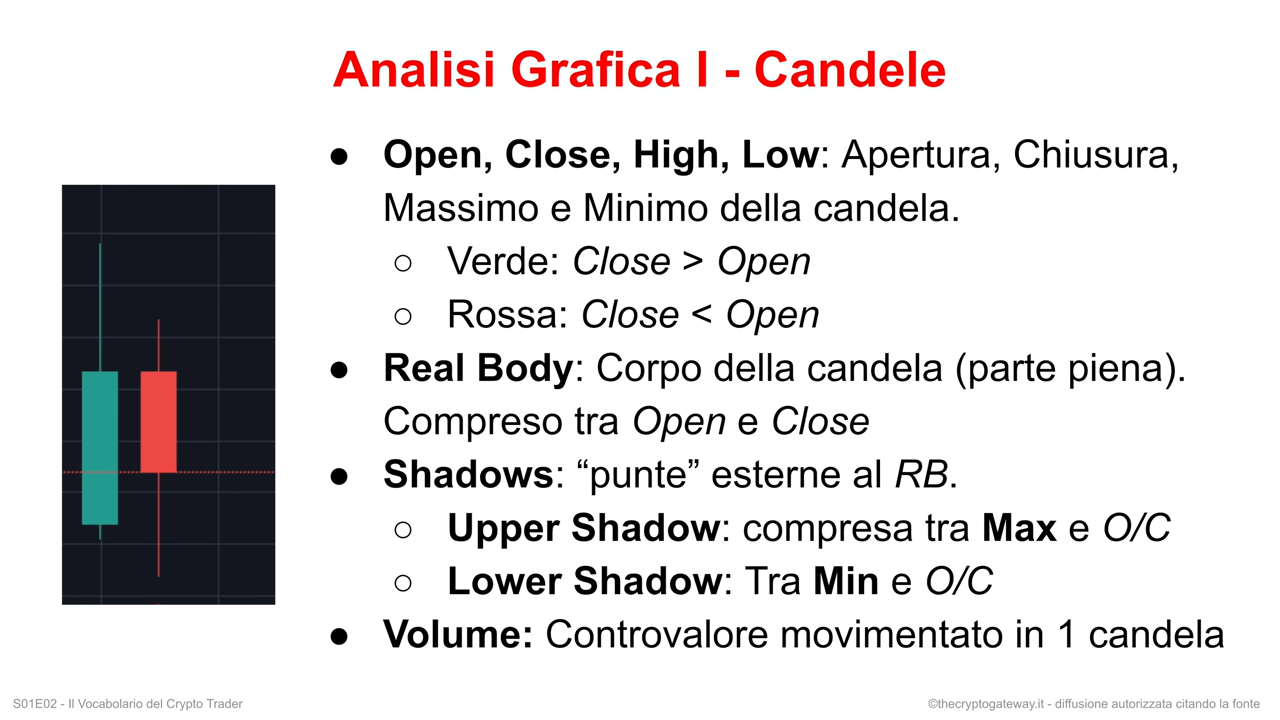 Analisi Grafica I - Candele
● Open, Close, High, Low: Apertura, Chiusura,
Massimo e Minimo della candela.
○ Verde: Close > Open
○ Rossa: Close < Open
● Real Body: Corpo della candela (parte piena).
Compreso tra Open e Close
● Shadows: “punte” esterne al RB.
○ Upper Shadow: compresa tra Max e O/C
○ Lower Shadow: Tra Min e O/C
● Volume: Controvalore movimentato in 1 candela
S01E02 - Il Vocabolario del Crypto Trader
©thecryptogateway.it - diffusione autorizzata citando la fonte